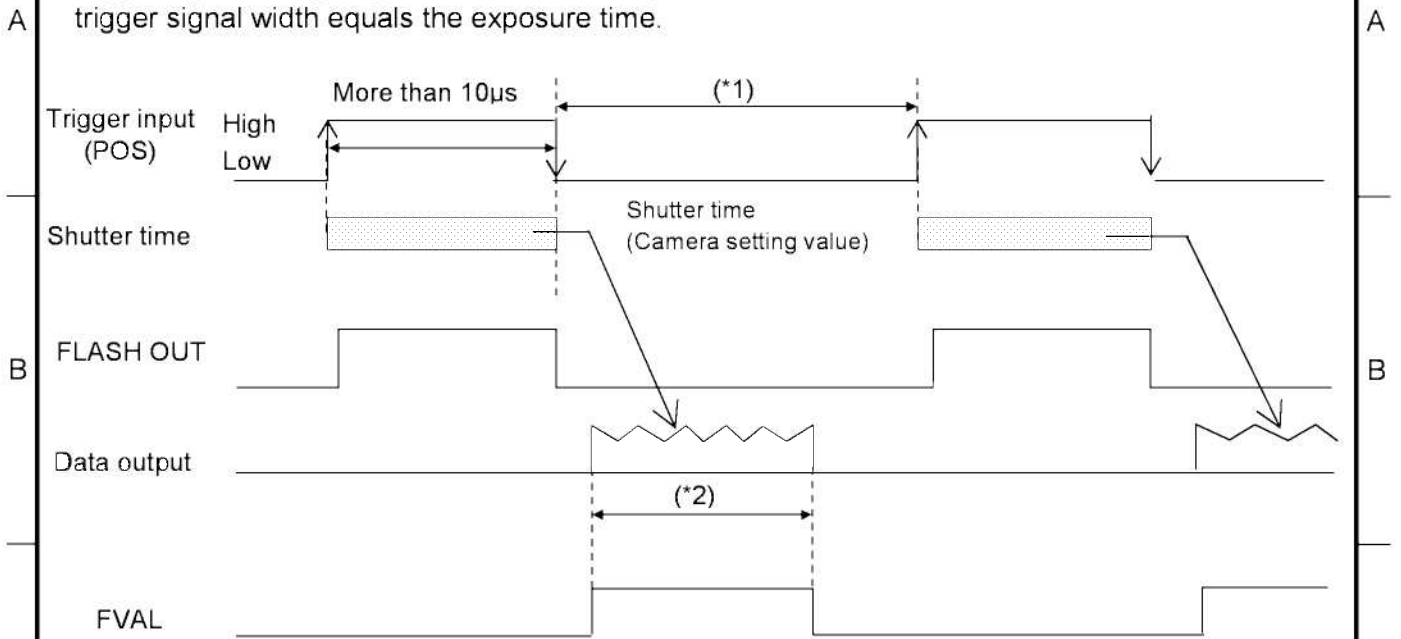 A trigger signal width equals the exposure time. A
More than 10µs (*1)
Trigger input High
(POS)
Low
Shutter time
Shutter time
(Camera setting value)
FLASH OUT
B B
Data output
(*2)
FVAL